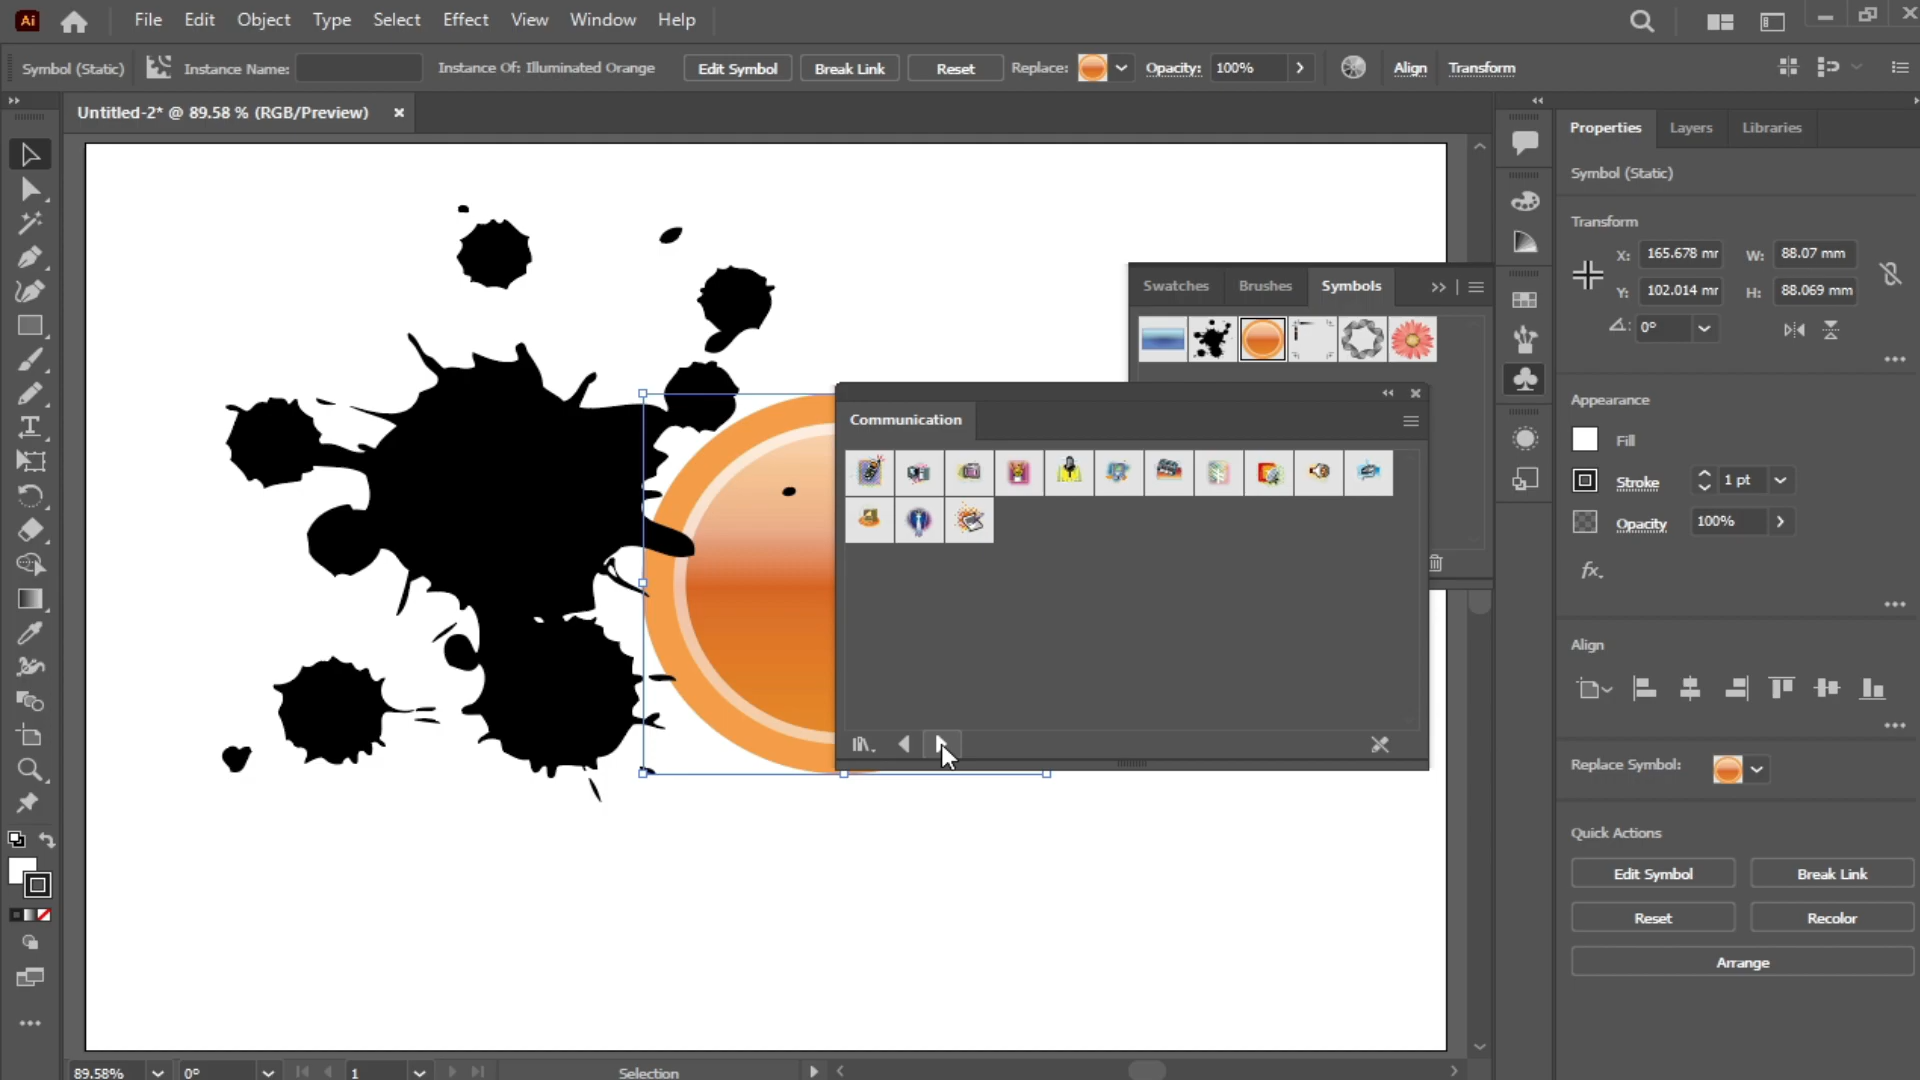 Ai File Edit Object Type Select Effect View Window Help
Symbol (Static) Instance Name: Instance Of: Illuminated Orange Edit Symbol Break Link Reset Replace: Opacity: 100% Align Transform
Untitled-2* @ 89.58 % (RGB/Preview)
Properties Layers Libraries
Symbol (Static)
Transform
X: 165.678 mr W: 88.07 mm
Y: 102.014 mr H: 88.069 mm
0°
Swatches Brushes Symbols
Appearance
Fill
Stroke 1 pt
Opacity 100%
fx.
Communication
Align
Replace Symbol:
Quick Actions
Edit Symbol Break Link
Reset Recolor
Arrange
89.58% 0° 1 Selection